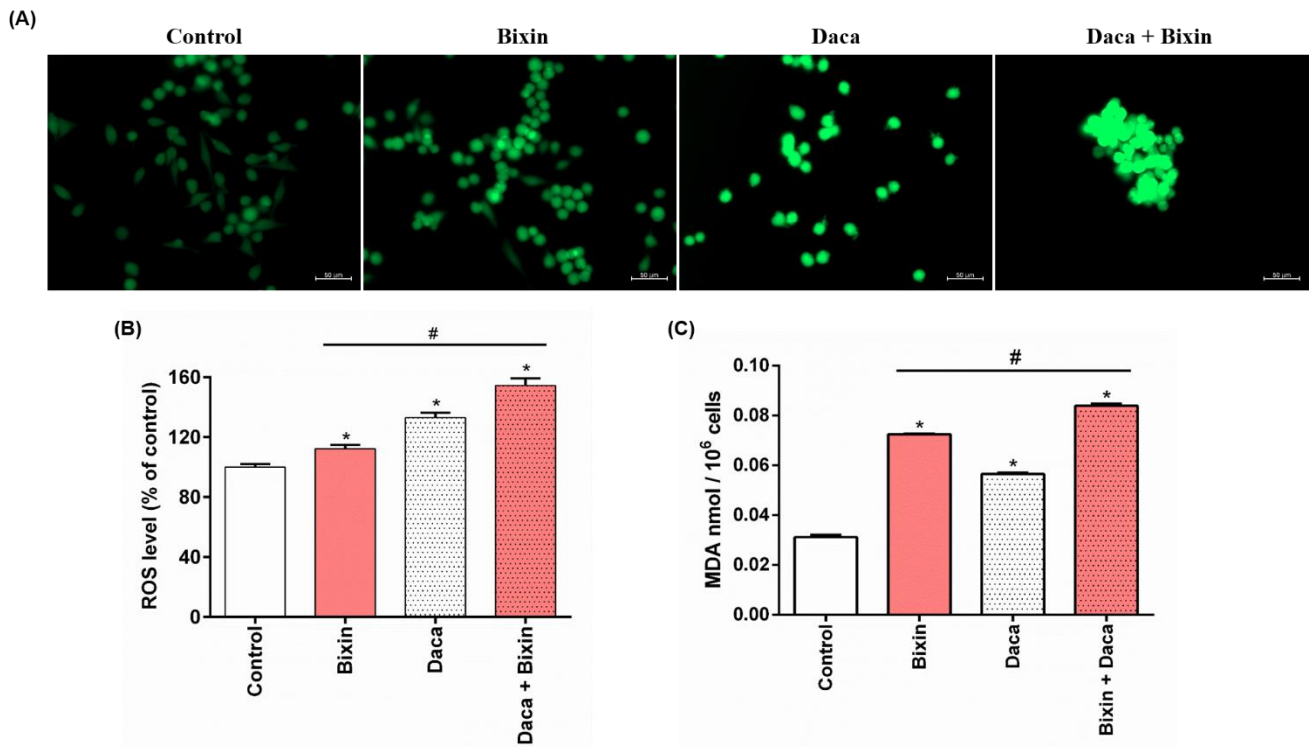 (A)
Control Bixin Daca Daca + Bixin
50 µm 50 µm 50 µm 50 µm
(B)
#
ROS level (% of control)
160
120
80
40
0
*
*
*
Control
Bixin
Daca
Daca + Bixin
(C)
#
MDA nmol / 10⁶ cells
0.10
0.08
0.06
0.04
0.02
0.00
*
*
*
Control
Bixin
Daca
Bixin + Daca